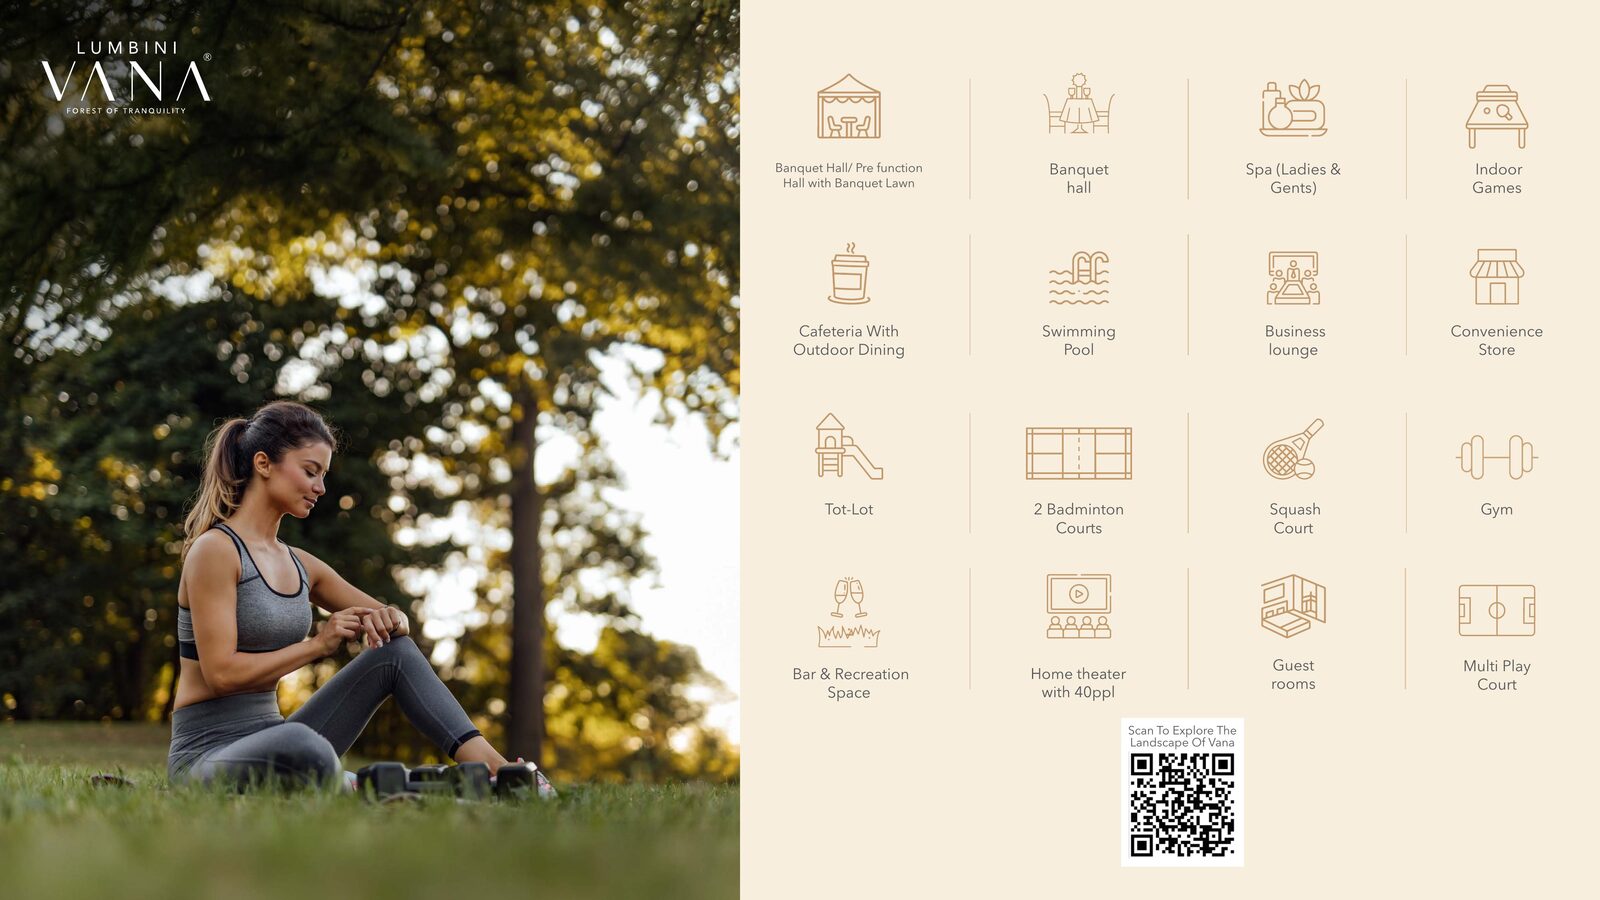 LUMBINI
VANA®
FOREST OF TRANQUILITY
Banquet Hall/ Pre function
Hall with Banquet Lawn
Banquet
hall
Spa (Ladies &
Gents)
Indoor
Games
Cafeteria With
Outdoor Dining
Swimming
Pool
Business
lounge
Convenience
Store
Tot-Lot
2 Badminton
Courts
Squash
Court
Gym
Bar & Recreation
Space
Home theater
with 40ppl
Guest
rooms
Multi Play
Court
Scan To Explore The
Landscape Of Vana